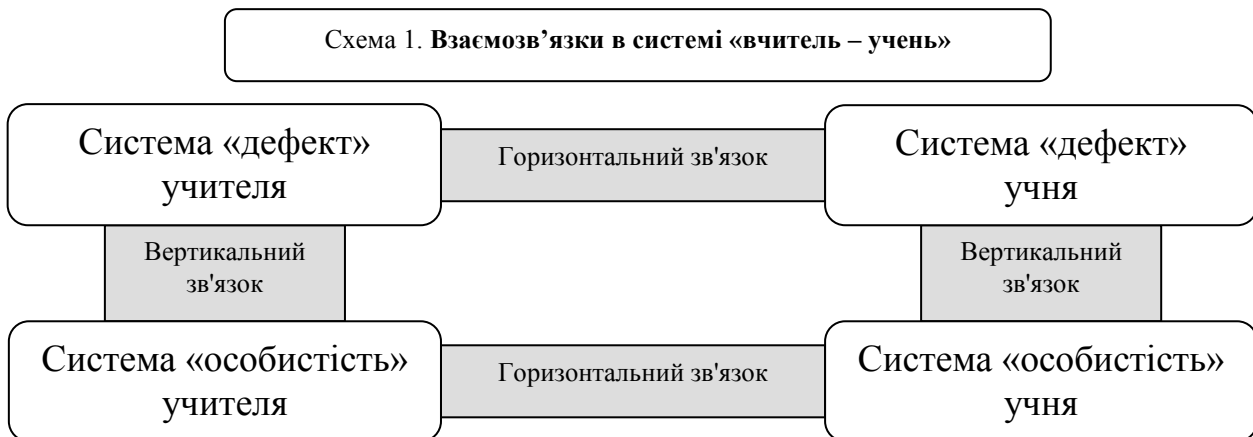 Схема 1. Взаємозв’язки в системі «вчитель – учень»
Система «дефект»
учителя
Горизонтальний зв'язок
Система «дефект»
учня
Вертикальний
зв'язок
Вертикальний
зв'язок
Система «особистість»
учителя
Горизонтальний зв'язок
Система «особистість»
учня